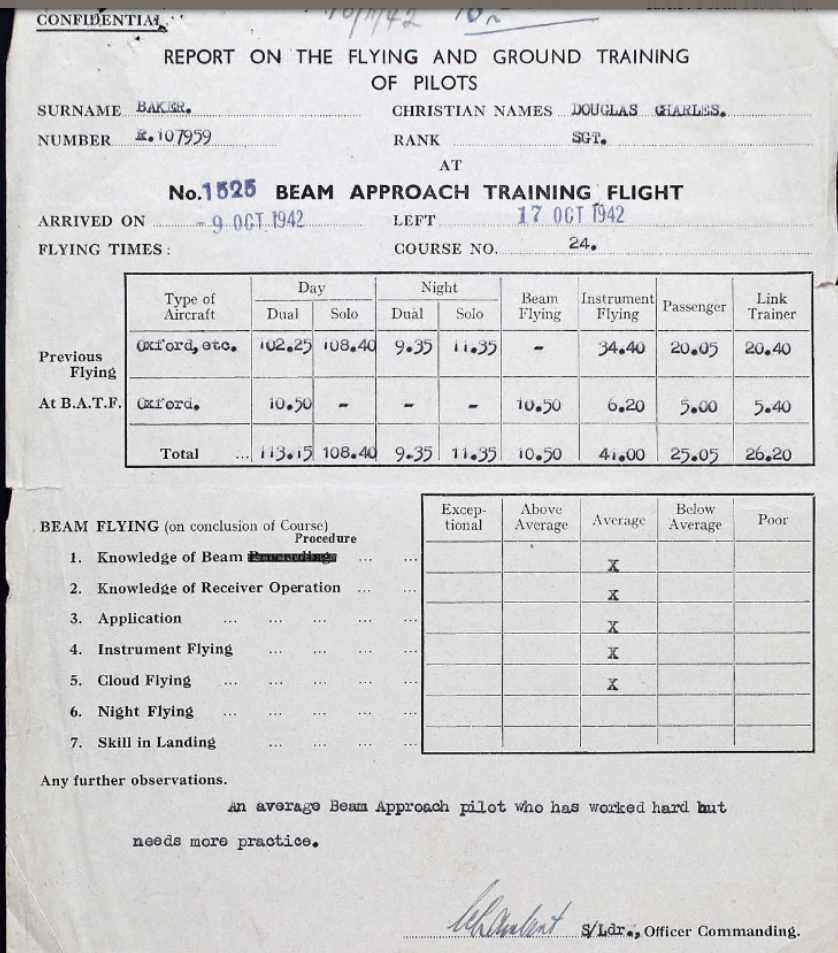 CONFIDENTIAL.
10/11/42
REPORT ON THE FLYING AND GROUND TRAINING
OF PILOTS
SURNAME BAKER. CHRISTIAN NAMES DOUGLAS CHARLES.
NUMBER R.107959 RANK SGT.
AT
No. 1525 BEAM APPROACH TRAINING FLIGHT
ARRIVED ON -9 OCT 1942 LEFT 17 OCT 1942
FLYING TIMES: COURSE NO. 24.
Type of Aircraft Day Night Beam Flying Instrument Flying Passenger Link Trainer
Dual Solo Dual Solo
Previous Flying Oxford, etc. 102.25 108.40 9.35 11.35 - 34.40 20.05 20.40
At B.A.T.F. Oxford. 10.50 - - - 10.50 6.20 5.00 5.40
Total ... 113.15 108.40 9.35 11.35 10.50 41.00 25.05 26.20
Excep-tional Above Average Average Below Average Poor
BEAM FLYING (on conclusion of Course)
Procedure
1. Knowledge of Beam Proceedings ... ... X
2. Knowledge of Receiver Operation ... ... X
3. Application ... ... ... ... X
4. Instrument Flying ... ... ... X
5. Cloud Flying ... ... ... ... X
6. Night Flying ... ... ... ...
7. Skill in Landing ... ... ...
Any further observations.
An average Beam Approach pilot who has worked hard but
needs more practice.
S/Ldr., Officer Commanding.